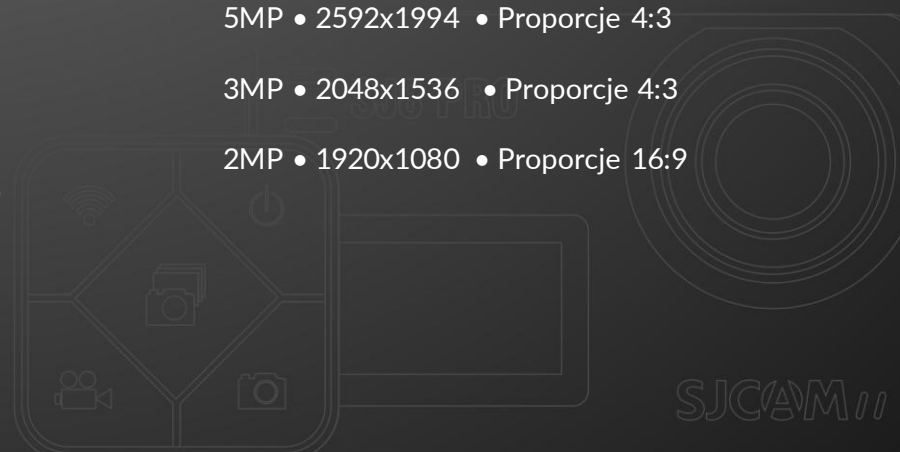 5MP • 2592x1994 • Proporcje 4:3
3MP • 2048x1536 • Proporcje 4:3
2MP • 1920x1080 • Proporcje 16:9
SJCAM